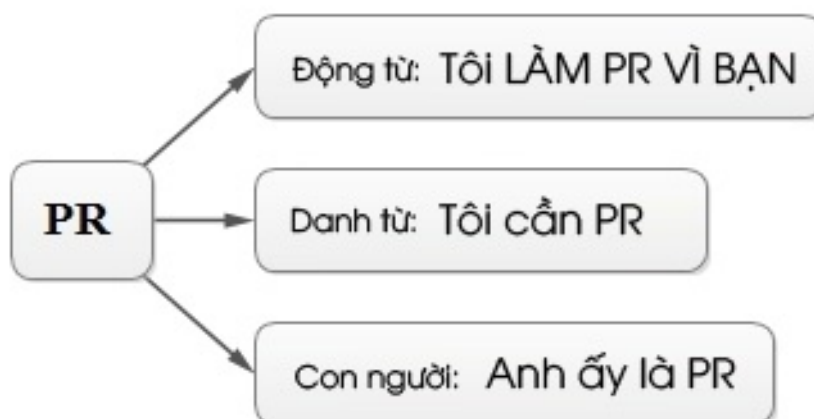 Động từ: Tôi LÀM PR VÌ BẠN
PR
Danh từ: Tôi cần PR
Con người: Anh ấy là PR